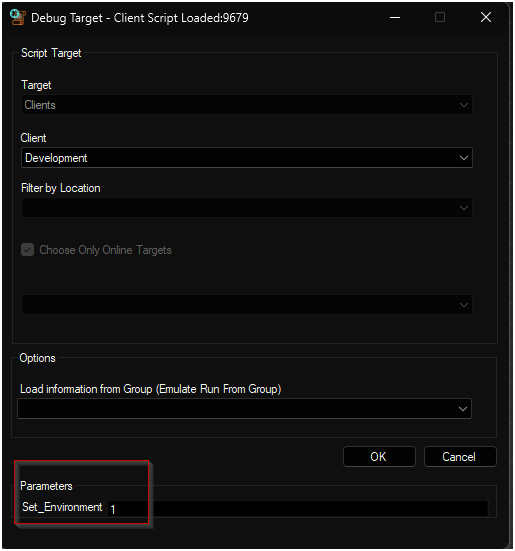 Debug Target - Client Script Loaded:9679
Script Target
Target
Clients
Client
Development
Filter by Location
Choose Only Online Targets
Options
Load information from Group (Emulate Run From Group)
OK Cancel
Parameters
Set_Environment 1